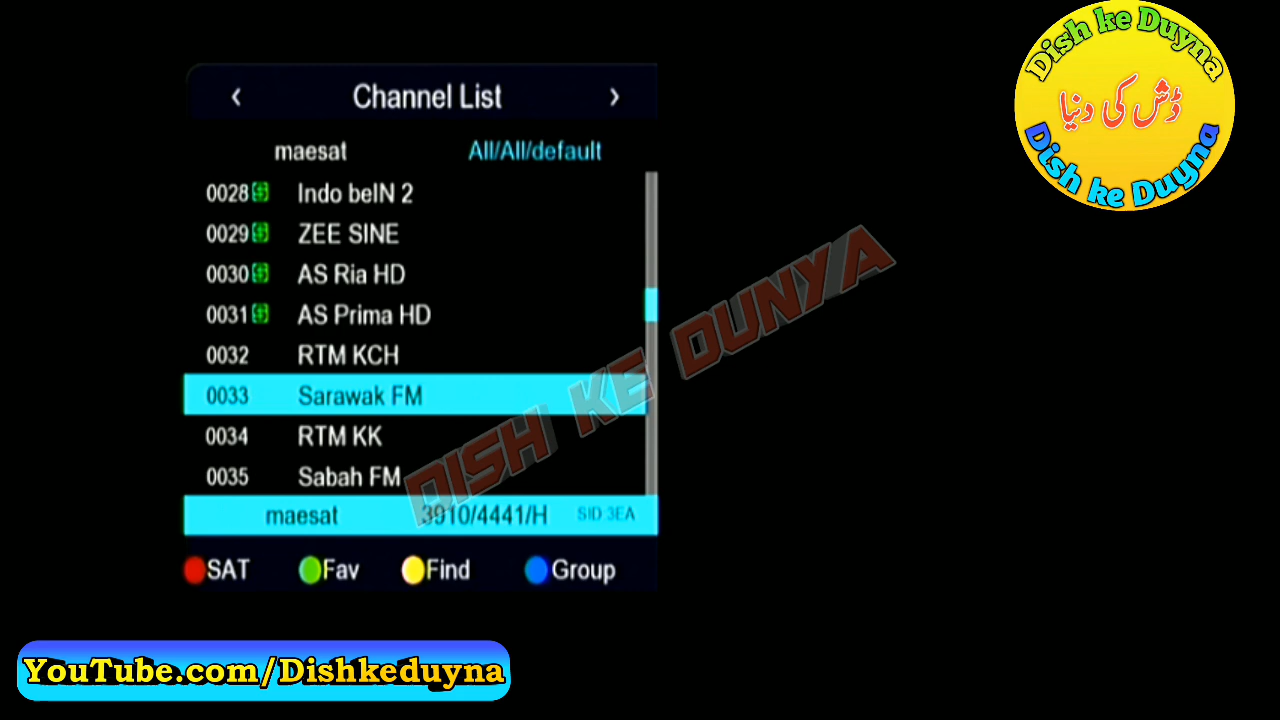 Dish ke Duyna
ڈش کی دنیا
Dish ke Duyna
Channel List
maesat All/All/default
0028 Indo beIN 2
0029 ZEE SINE
0030 AS Ria HD
0031 AS Prima HD
0032 RTM KCH
0033 Sarawak FM
0034 RTM KK
0035 Sabah FM
maesat 3910/4441/H SID:3EA
SAT Fav Find Group
DISH KE DUNYA
YouTube.com/Dishkeduyna